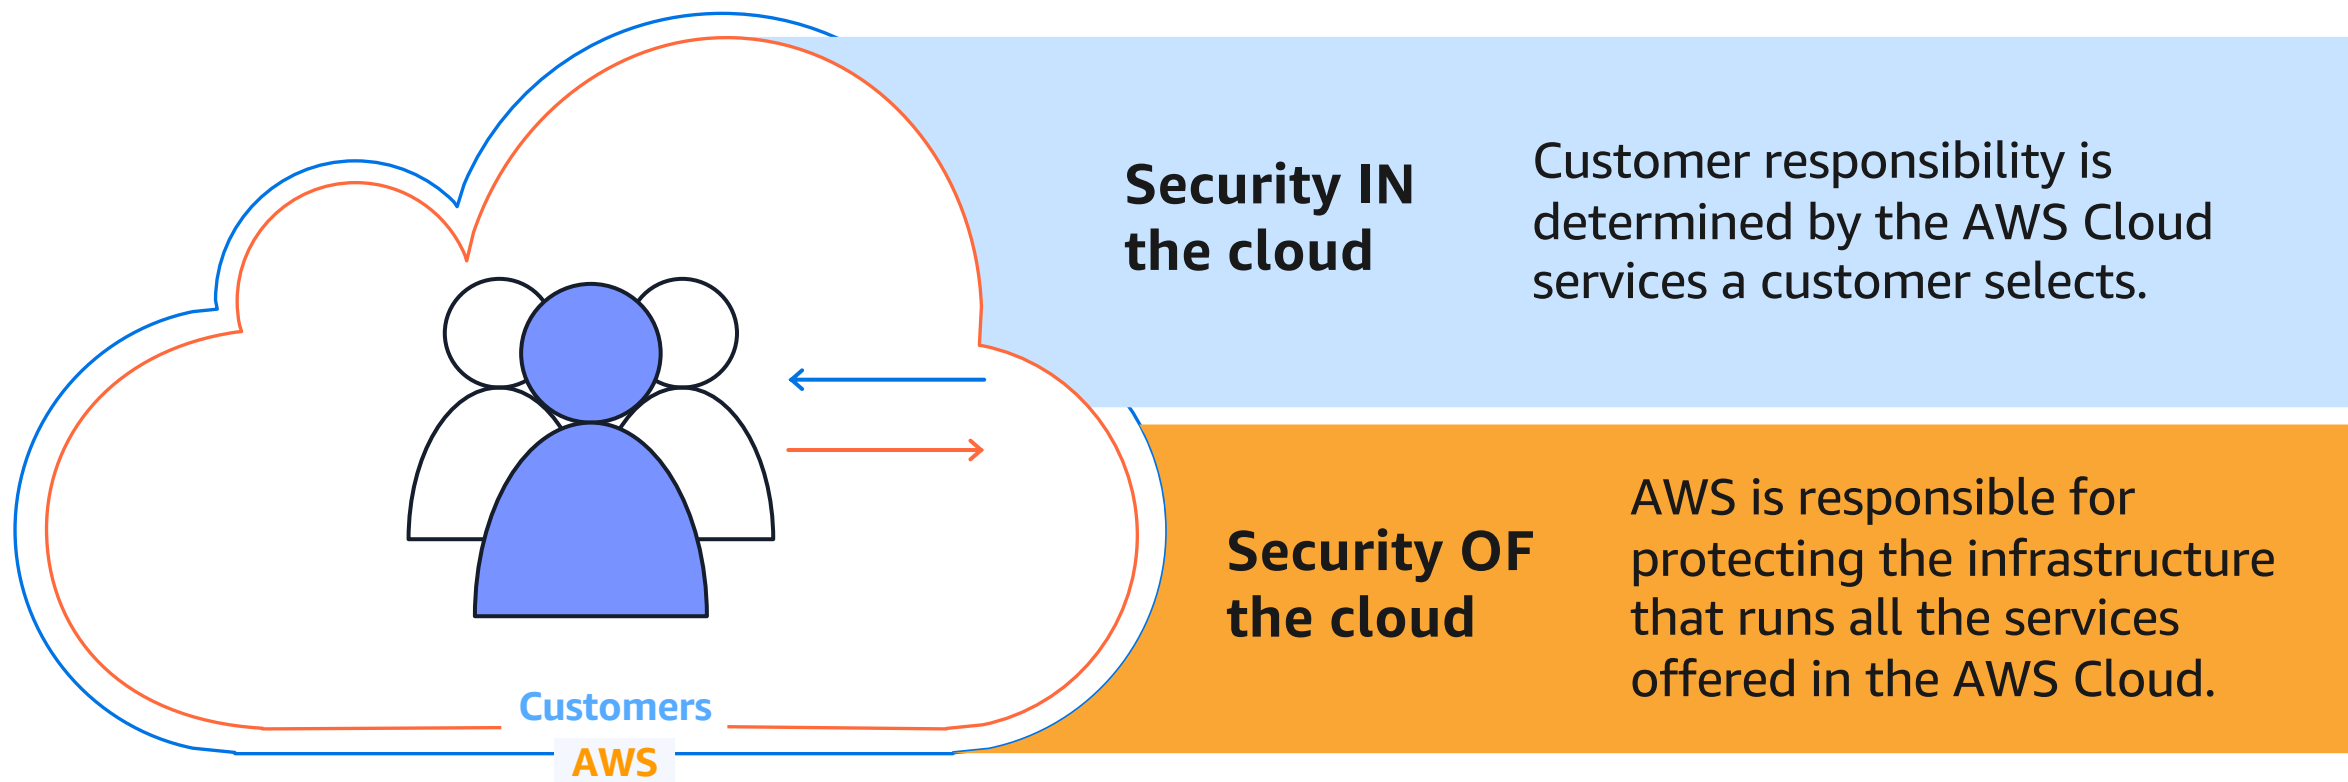 Security IN
the cloud
Customer responsibility is
determined by the AWS Cloud
services a customer selects.
Security OF
the cloud
AWS is responsible for
protecting the infrastructure
that runs all the services
offered in the AWS Cloud.
Customers
AWS